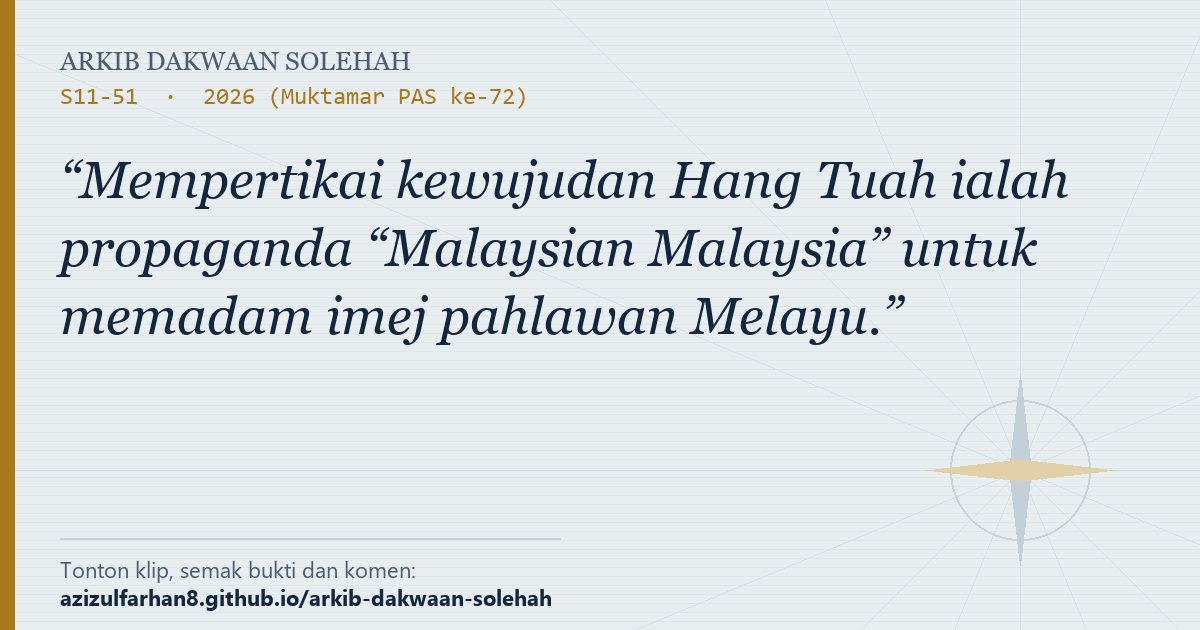 ARKIB DAKWAAN SOLEHAH
S11-51 · 2026 (Muktamar PAS ke-72)
“Mempertikai kewujudan Hang Tuah ialah
propaganda “Malaysian Malaysia” untuk
memadam imej pahlawan Melayu.”
Tonton klip, semak bukti dan komen:
azizulfarhan8.github.io/arkib-dakwaan-solehah